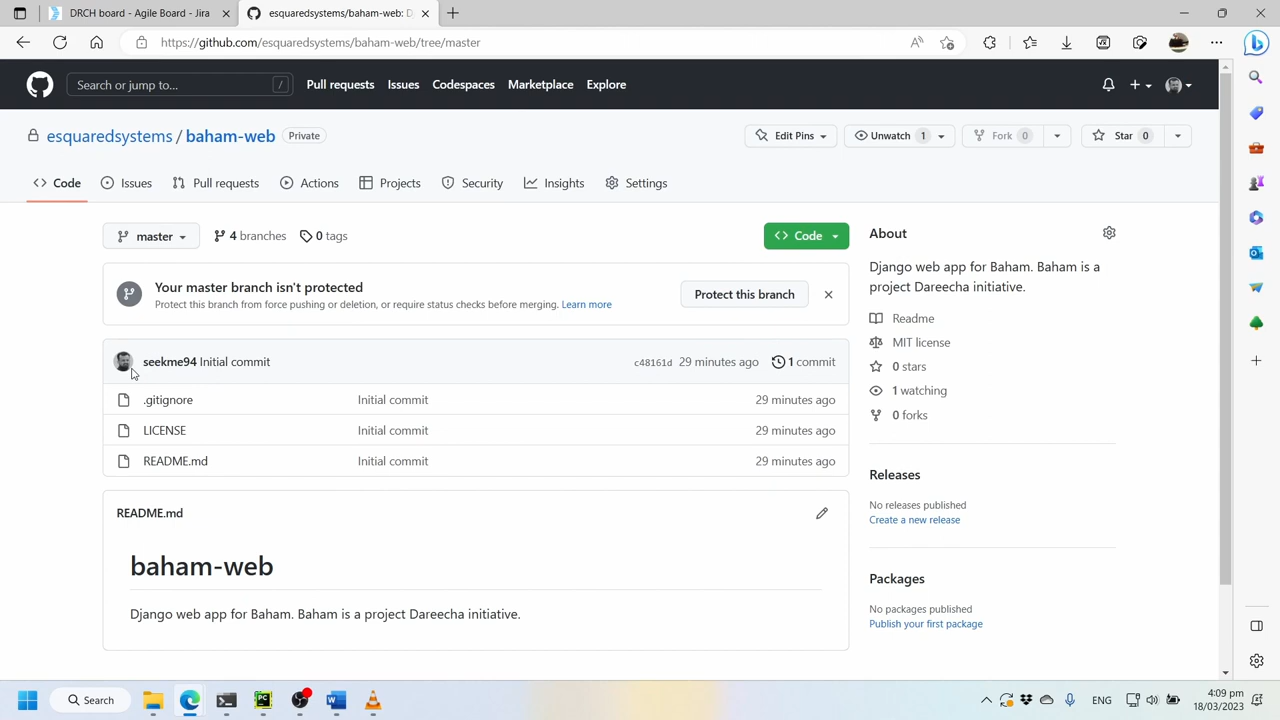 DRCH board - Agile Board - Jira
esquaredsystems/baham-web: D
https://github.com/esquaredsystems/baham-web/tree/master
Search or jump to...
/
Pull requests
Issues
Codespaces
Marketplace
Explore
esquaredsystems / baham-web
Private
Edit Pins
Unwatch 1
Fork 0
Star 0
Code
Issues
Pull requests
Actions
Projects
Security
Insights
Settings
master
4 branches
0 tags
Code
About
Django web app for Baham. Baham is a
project Dareecha initiative.
Your master branch isn't protected
Protect this branch from force pushing or deletion, or require status checks before merging. Learn more
Protect this branch
Readme
MIT license
0 stars
1 watching
0 forks
seekme94 Initial commit
c48161d 29 minutes ago
1 commit
.gitignore Initial commit 29 minutes ago
LICENSE Initial commit 29 minutes ago
README.md Initial commit 29 minutes ago
Releases
No releases published
Create a new release
README.md
baham-web
Django web app for Baham. Baham is a project Dareecha initiative.
Packages
No packages published
Publish your first package
Search
ENG
4:09 pm
18/03/2023